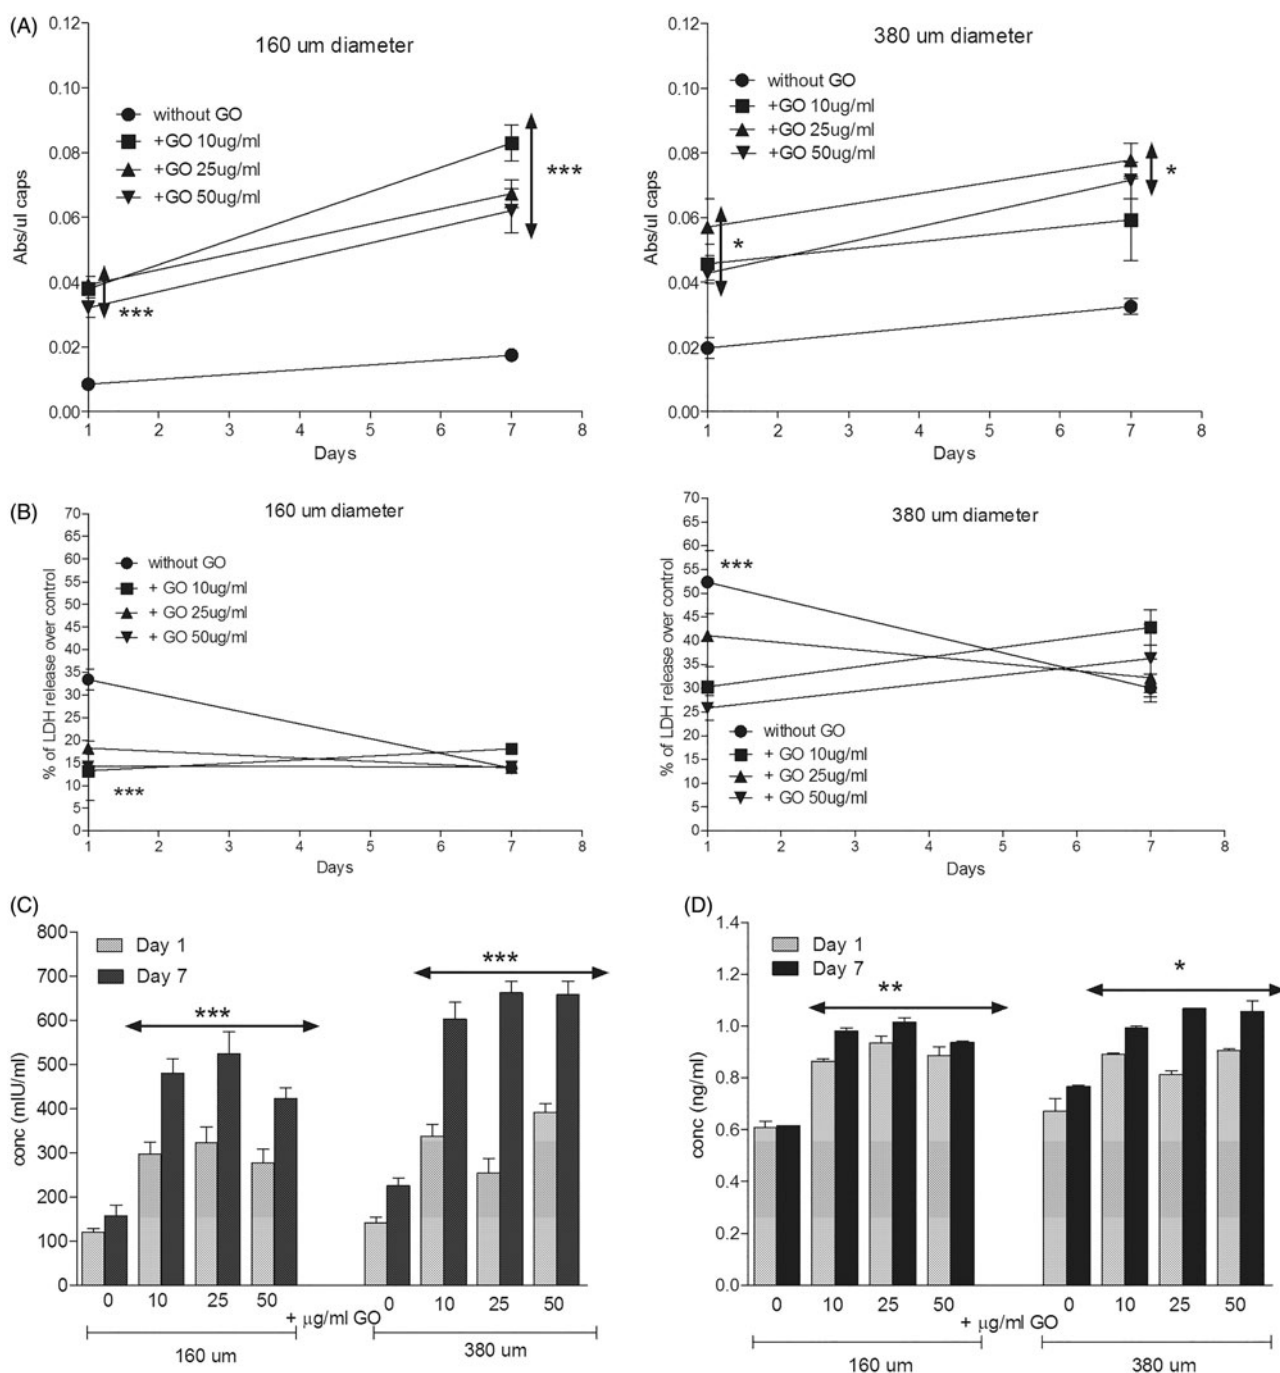 (A)
160 um diameter
Abs/ul caps
0.12
0.10
0.08
0.06
0.04
0.02
0.00
without GO
+GO 10ug/ml
+GO 25ug/ml
+GO 50ug/ml
***
***
1 2 3 4 5 6 7 8
Days
380 um diameter
Abs/ul caps
0.12
0.10
0.08
0.06
0.04
0.02
0.00
without GO
+GO 10ug/ml
+GO 25ug/ml
+GO 50ug/ml
*
*
1 2 3 4 5 6 7 8
Days
(B)
160 um diameter
% of LDH release over control
70
65
60
55
50
45
40
35
30
25
20
15
10
5
0
without GO
+ GO 10ug/ml
+ GO 25ug/ml
+ GO 50ug/ml
***
1 2 3 4 5 6 7 8
Days
380 um diameter
% of LDH release over control
70
65
60
55
50
45
40
35
30
25
20
15
10
5
0
***
without GO
+ GO 10ug/ml
+ GO 25ug/ml
+ GO 50ug/ml
1 2 3 4 5 6 7 8
Days
(C)
conc (mIU/ml)
800
700
600
500
400
300
200
100
0
Day 1
Day 7
***
***
0 10 25 50 0 10 25 50
+ μg/ml GO
160 um 380 um
(D)
conc (ng/ml)
1.4
1.2
1.0
0.8
0.6
0.4
0.2
0.0
Day 1
Day 7
**
*
0 10 25 50 0 10 25 50
+ μg/ml GO
160 um 380 um